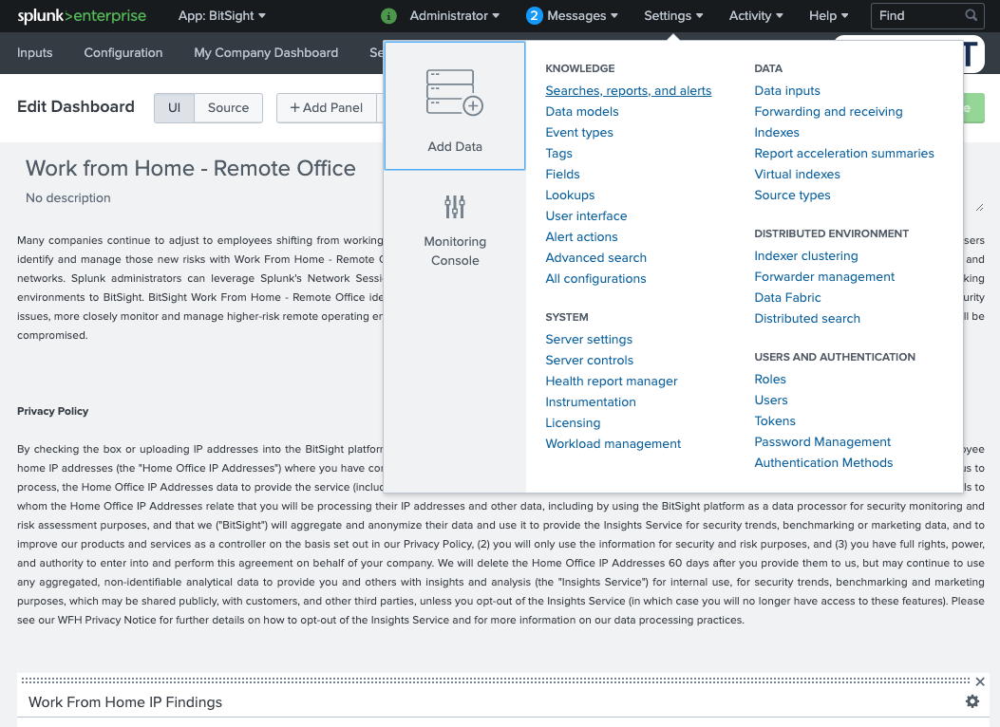 splunk>enterprise App: BitSight i Administrator 2 Messages Settings Activity Help Find
Inputs Configuration My Company Dashboard Se T
Edit Dashboard UI Source + Add Panel e
Add Data
Monitoring
Console
KNOWLEDGE
Searches, reports, and alerts
Data models
Event types
Tags
Fields
Lookups
User interface
Alert actions
Advanced search
All configurations
SYSTEM
Server settings
Server controls
Health report manager
Instrumentation
Licensing
Workload management
DATA
Data inputs
Forwarding and receiving
Indexes
Report acceleration summaries
Virtual indexes
Source types
DISTRIBUTED ENVIRONMENT
Indexer clustering
Forwarder management
Data Fabric
Distributed search
USERS AND AUTHENTICATION
Roles
Users
Tokens
Password Management
Authentication Methods
Work from Home - Remote Office
No description
Many companies continue to adjust to employees shifting from working sers
identify and manage those new risks with Work From Home - Remote O and
networks. Splunk administrators can leverage Splunk's Network Sessi king
environments to BitSight. BitSight Work From Home - Remote Office ide urity
issues, more closely monitor and manage higher-risk remote operating en ll be
compromised.
Privacy Policy
By checking the box or uploading IP addresses into the BitSight platform oyee
home IP addresses (the "Home Office IP Addresses") where you have con us to
process, the Home Office IP Addresses data to provide the service (includ ls to
whom the Home Office IP Addresses relate that you will be processing their IP addresses and other data, including by using the BitSight platform as a data processor for security monitoring and
risk assessment purposes, and that we ("BitSight") will aggregate and anonymize their data and use it to provide the Insights Service for security trends, benchmarking or marketing data, and to
improve our products and services as a controller on the basis set out in our Privacy Policy, (2) you will only use the information for security and risk purposes, and (3) you have full rights, power,
and authority to enter into and perform this agreement on behalf of your company. We will delete the Home Office IP Addresses 60 days after you provide them to us, but may continue to use
any aggregated, non-identifiable analytical data to provide you and others with insights and analysis (the "Insights Service") for internal use, for security trends, benchmarking and marketing
purposes, which may be shared publicly, with customers, and other third parties, unless you opt-out of the Insights Service (in which case you will no longer have access to these features). Please
see our WFH Privacy Notice for further details on how to opt-out of the Insights Service and for more information on our data processing practices.
Work From Home IP Findings